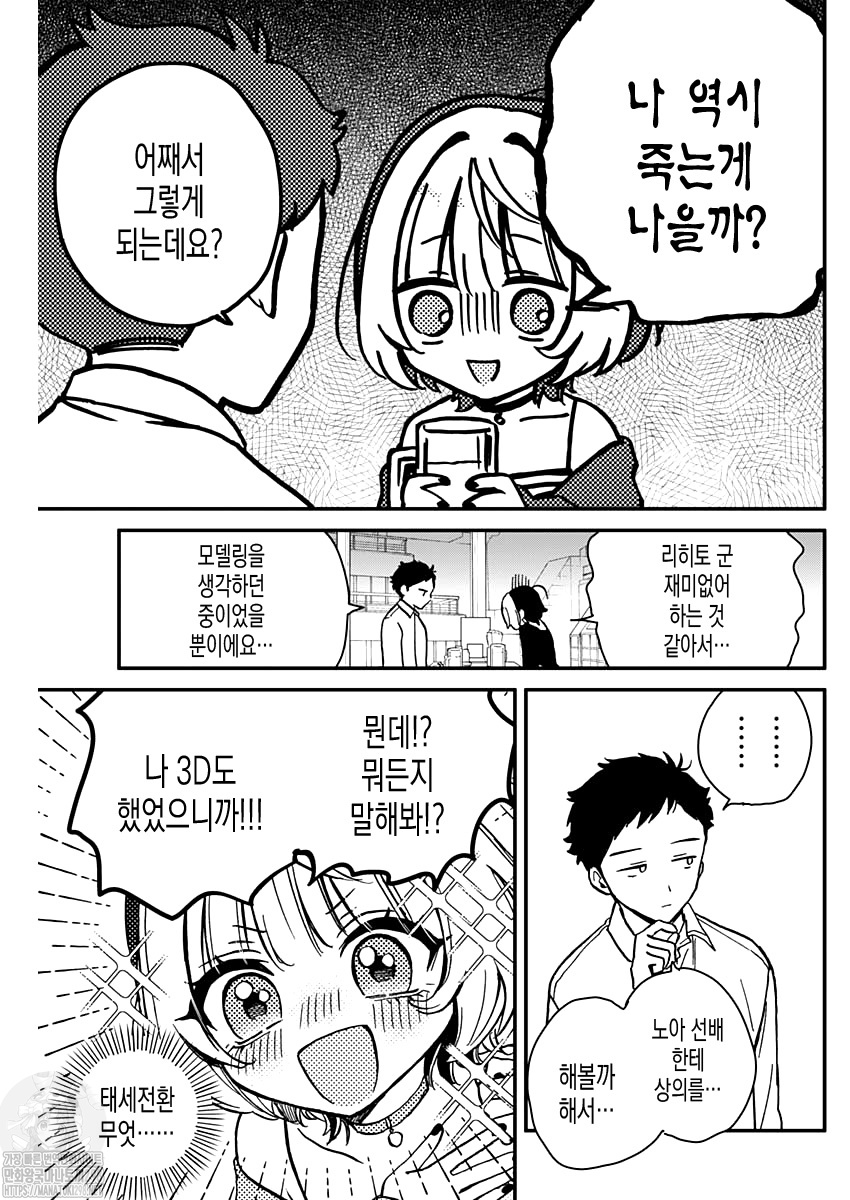 나 역시
죽는게
나을까?
어째서
그렇게
되는데요?
리히토 군
재미없어
하는 것
같아서…
모델링을
생각하던
중이었을
뿐이에요…
……
노아 선배
한테
상의를…
해볼까
해서…
뭔데!?
뭐든지
말해봐!?
나 3D도
했었으니까!!!
태세전환
무엇……